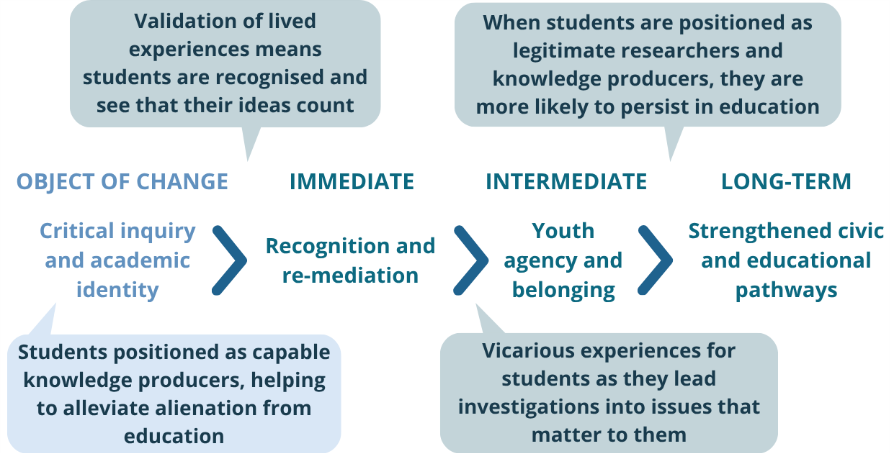 Validation of lived
experiences means
students are recognised and
see that their ideas count
When students are positioned as
legitimate researchers and
knowledge producers, they are
more likely to persist in education
OBJECT OF CHANGE
IMMEDIATE
INTERMEDIATE
LONG-TERM
Critical inquiry
and academic
identity
Recognition and
re-mediation
Youth
agency and
belonging
Strengthened civic
and educational
pathways
Students positioned as capable
knowledge producers, helping
to alleviate alienation from
education
Vicarious experiences for
students as they lead
investigations into issues that
matter to them